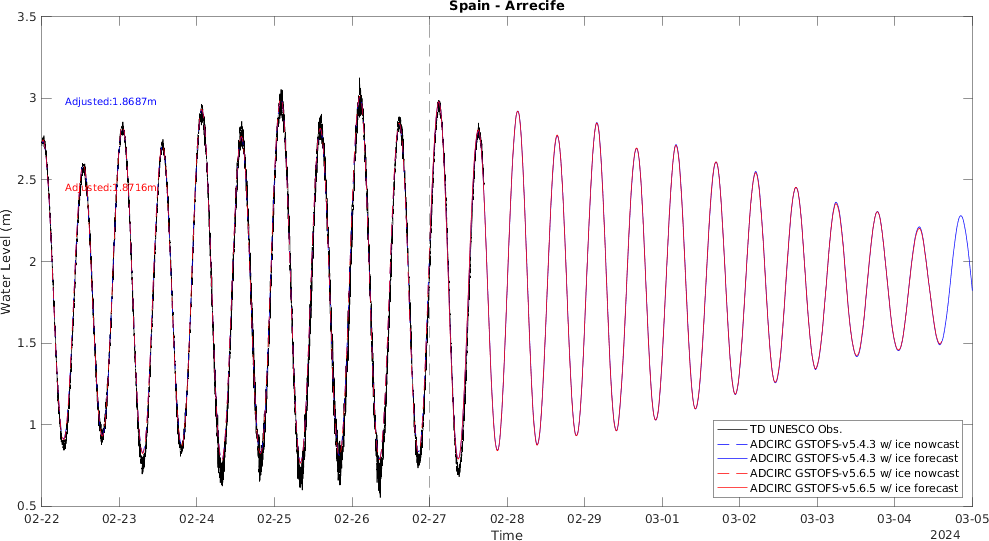 Spain - Arrecife
3.5
3
2.5
2
1.5
1
0.5
Water Level (m)
Adjusted:1.8687m
Adjusted:1.8716m
TD UNESCO Obs.
ADCIRC GSTOFS-v5.4.3 w/ ice nowcast
ADCIRC GSTOFS-v5.4.3 w/ ice forecast
ADCIRC GSTOFS-v5.6.5 w/ ice nowcast
ADCIRC GSTOFS-v5.6.5 w/ ice forecast
02-22 02-23 02-24 02-25 02-26 02-27 02-28 02-29 03-01 03-02 03-03 03-04 03-05
Time
2024